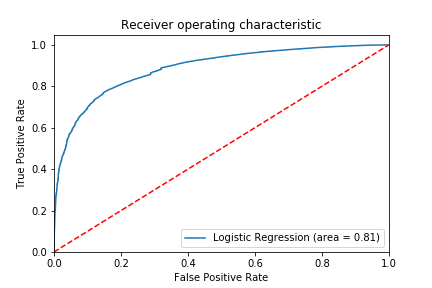 Receiver operating characteristic
1.0
0.8
0.6
0.4
0.2
0.0
True Positive Rate
Logistic Regression (area = 0.81)
0.0 0.2 0.4 0.6 0.8 1.0
False Positive Rate